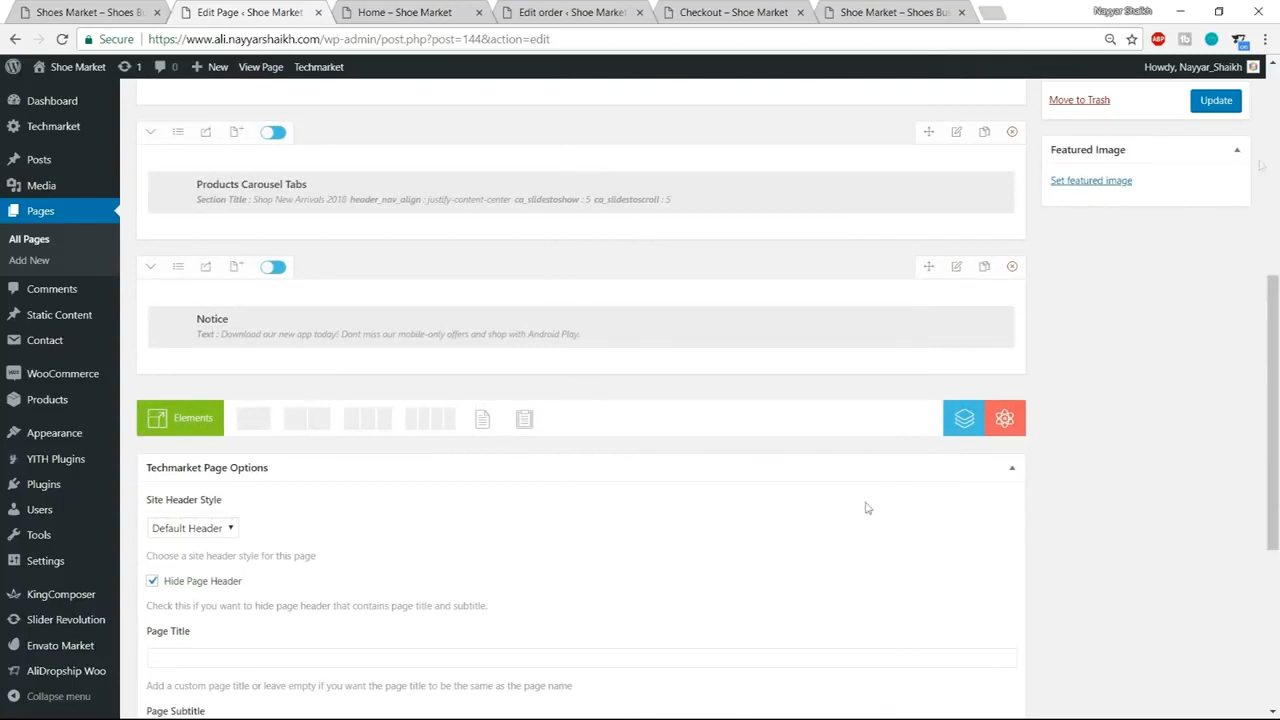 Shoes Market – Shoes Bu
Edit Page ‹ Shoe Market
Home – Shoe Market
Edit order ‹ Shoe Market
Checkout – Shoe Market
Shoe Market – Shoes Bu
Nayyar Shaikh
Secure
https://www.ali.nayyarshaikh.com/wp-admin/post.php?post=144&action=edit
ABP
on
Shoe Market
1
0
New
View Page
Techmarket
Howdy, Nayyar_Shaikh
Dashboard
Techmarket
Posts
Media
Pages
All Pages
Add New
Comments
Static Content
Contact
WooCommerce
Products
Appearance
YITH Plugins
Plugins
Users
Tools
Settings
KingComposer
Slider Revolution
Envato Market
AliDropship Woo
Collapse menu
Products Carousel Tabs
Section Title : Shop New Arrivals 2018 header_nav_align : justify-content-center ca_slidestoshow : 5 ca_slidestoscroll : 5
Notice
Text : Download our new app today! Dont miss our mobile-only offers and shop with Android Play.
Elements
Techmarket Page Options
Site Header Style
Default Header
Choose a site header style for this page
Hide Page Header
Check this if you want to hide page header that contains page title and subtitle.
Page Title
Add a custom page title or leave empty if you want the page title to be the same as the page name
Page Subtitle
Move to Trash
Update
Featured Image
Set featured image